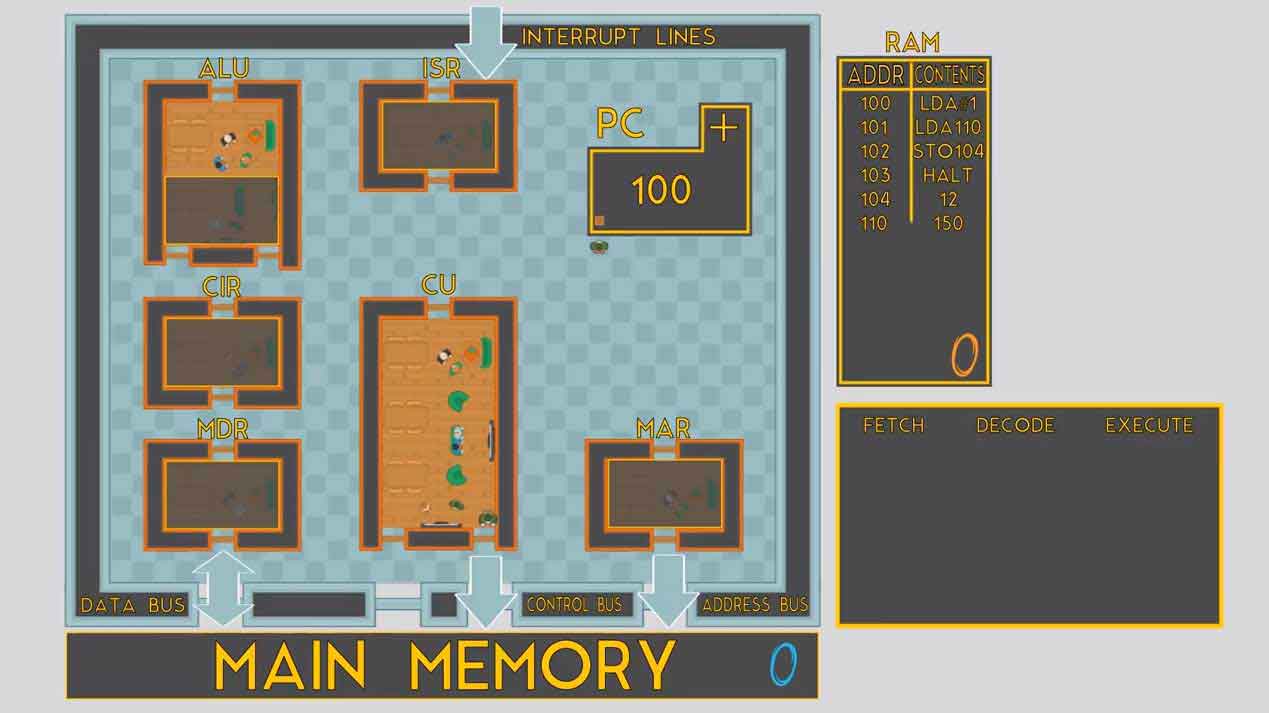 INTERRUPT LINES
ALU
ISR
PC
+
100
CIR
CU
MDR
MAR
DATA BUS
CONTROL BUS
ADDRESS BUS
MAIN MEMORY
RAM
ADDR CONTENTS
100 LDA#1
101 LDA110
102 STO104
103 HALT
104 12
110 150
FETCH DECODE EXECUTE